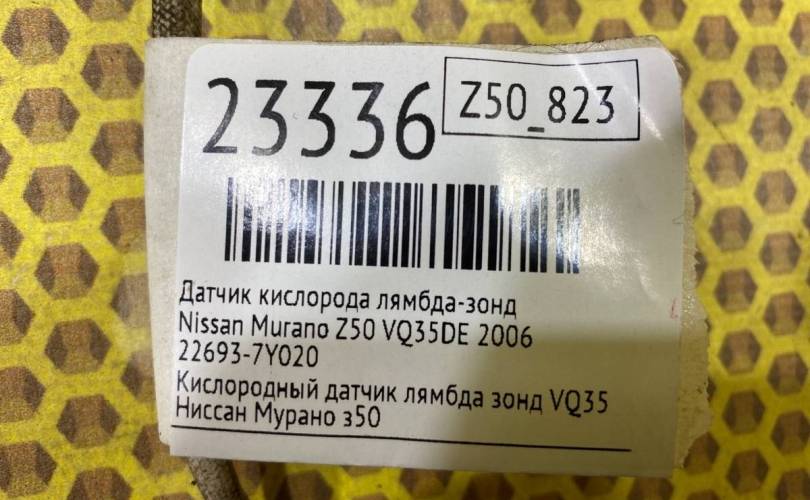 23336
Z50_823
Датчик кислорода лямбда-зонд
Nissan Murano Z50 VQ35DE 2006
22693-7Y020
Кислородный датчик лямбда зонд VQ35
Ниссан Мурано з50